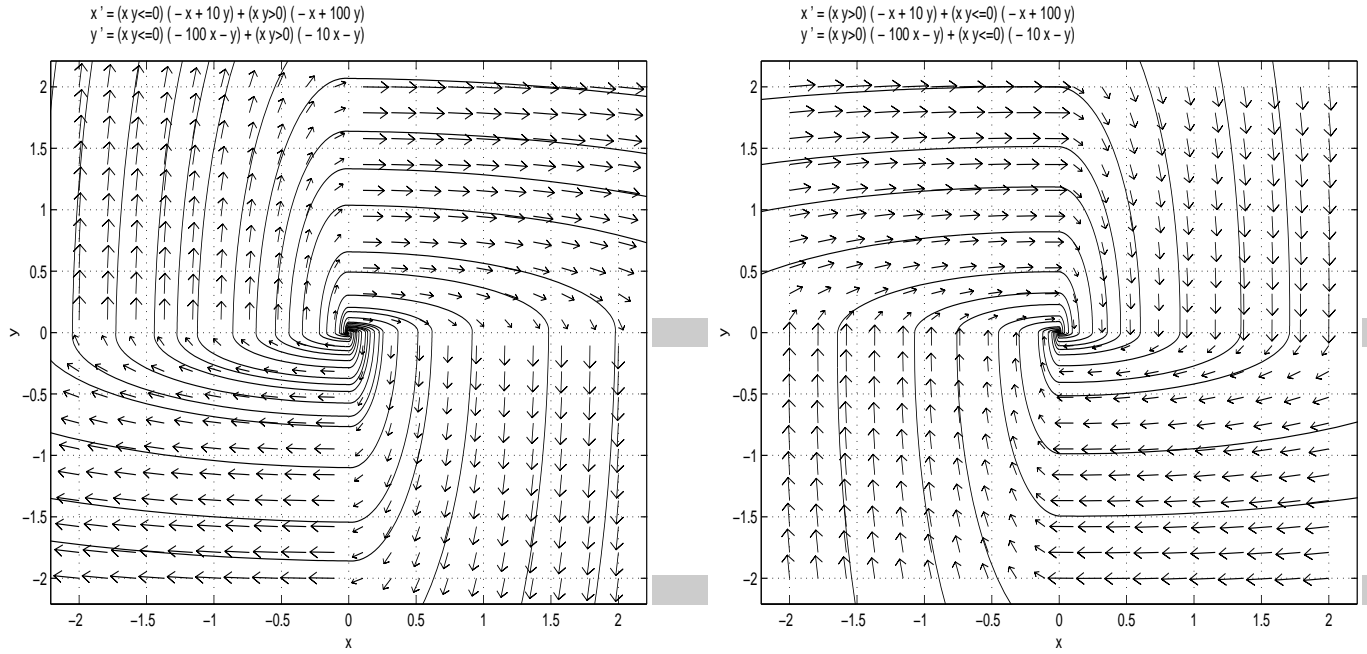 x ' = (x y<=0) ( − x + 10 y) + (x y>0) ( − x + 100 y)
y ' = (x y<=0) ( − 100 x − y) + (x y>0) ( − 10 x − y)
2
1.5
1
0.5
0
−0.5
−1
−1.5
−2
y
−2 −1.5 −1 −0.5 0 0.5 1 1.5 2
x
x ' = (x y>0) ( − x + 10 y) + (x y<=0) ( − x + 100 y)
y ' = (x y>0) ( − 100 x − y) + (x y<=0) ( − 10 x − y)
2
1.5
1
0.5
0
−0.5
−1
−1.5
−2
y
−2 −1.5 −1 −0.5 0 0.5 1 1.5 2
x